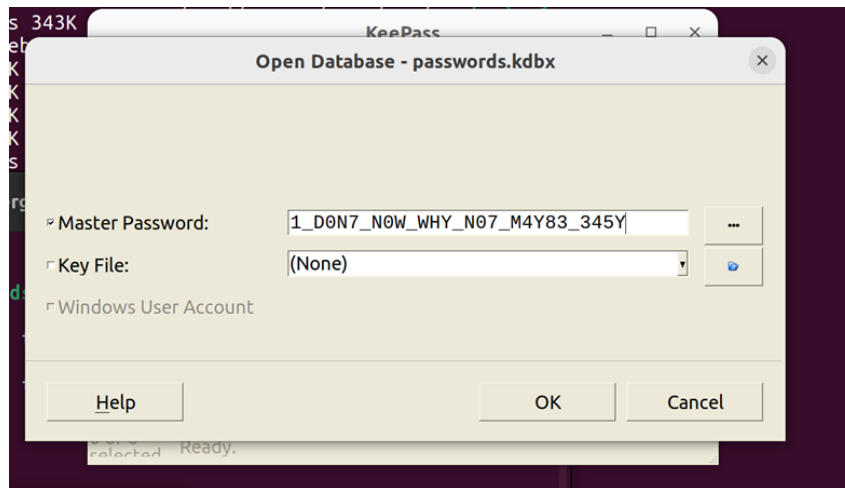 s 343K
KeePass
Open Database - passwords.kdbx
K
K
K
K
s
Master Password:
1_D0N7_N0W_WHY_N07_M4Y83_345Y
...
Key File:
(None)
Windows User Account
Help
OK
Cancel
selected
Ready.